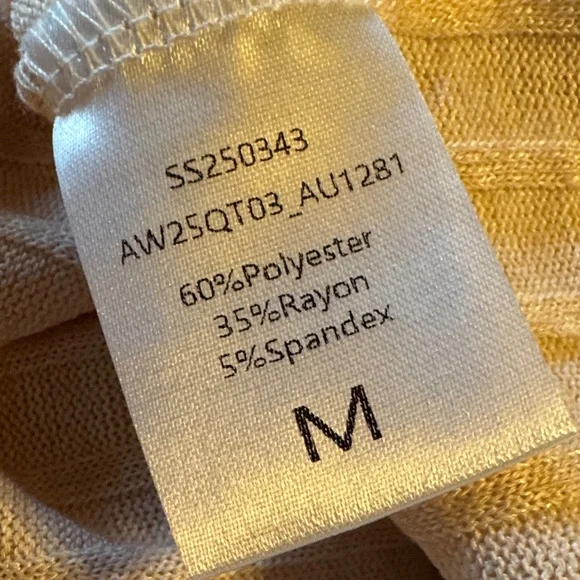 SS250343
AW25QT03_AU1281
60%Polyester
35%Rayon
5%Spandex
M